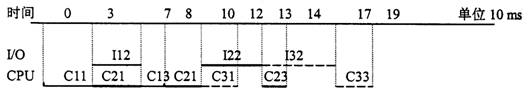 时间 0 3 7 8 10 12 13 14 17 19 单位 10 ms
I/O I12 I22 I32
CPU C11 C21 C13 C21 C31 C23 C33